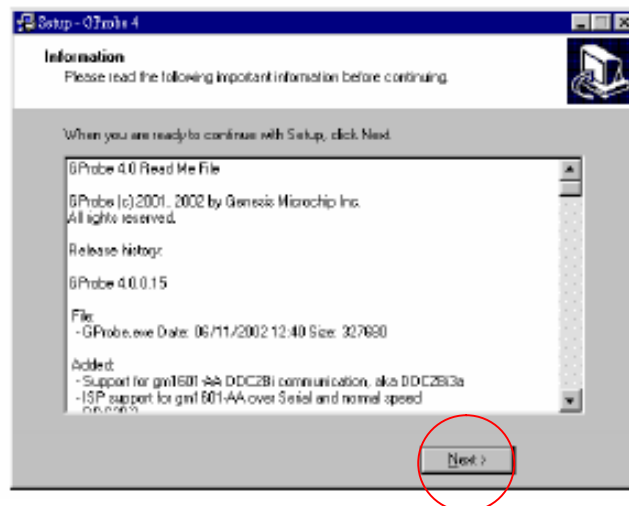 Setup - GProbe 4
Information
Please read the following important information before continuing.
When you are ready to continue with Setup, click Next.
GProbe 4.0 Read Me File
GProbe (c) 2001, 2002 by Genesis Microchip Inc.
All rights reserved.
Release history:
GProbe 4.0.0.15
File:
- GProbe.exe Date: 06/11/2002 12:40 Size: 327680
Added:
- Support for gm1601-AA DDC2Bi communication, aka DDC2Bi3a
- ISP support for gm1601-AA over Serial and normal speed
Next >